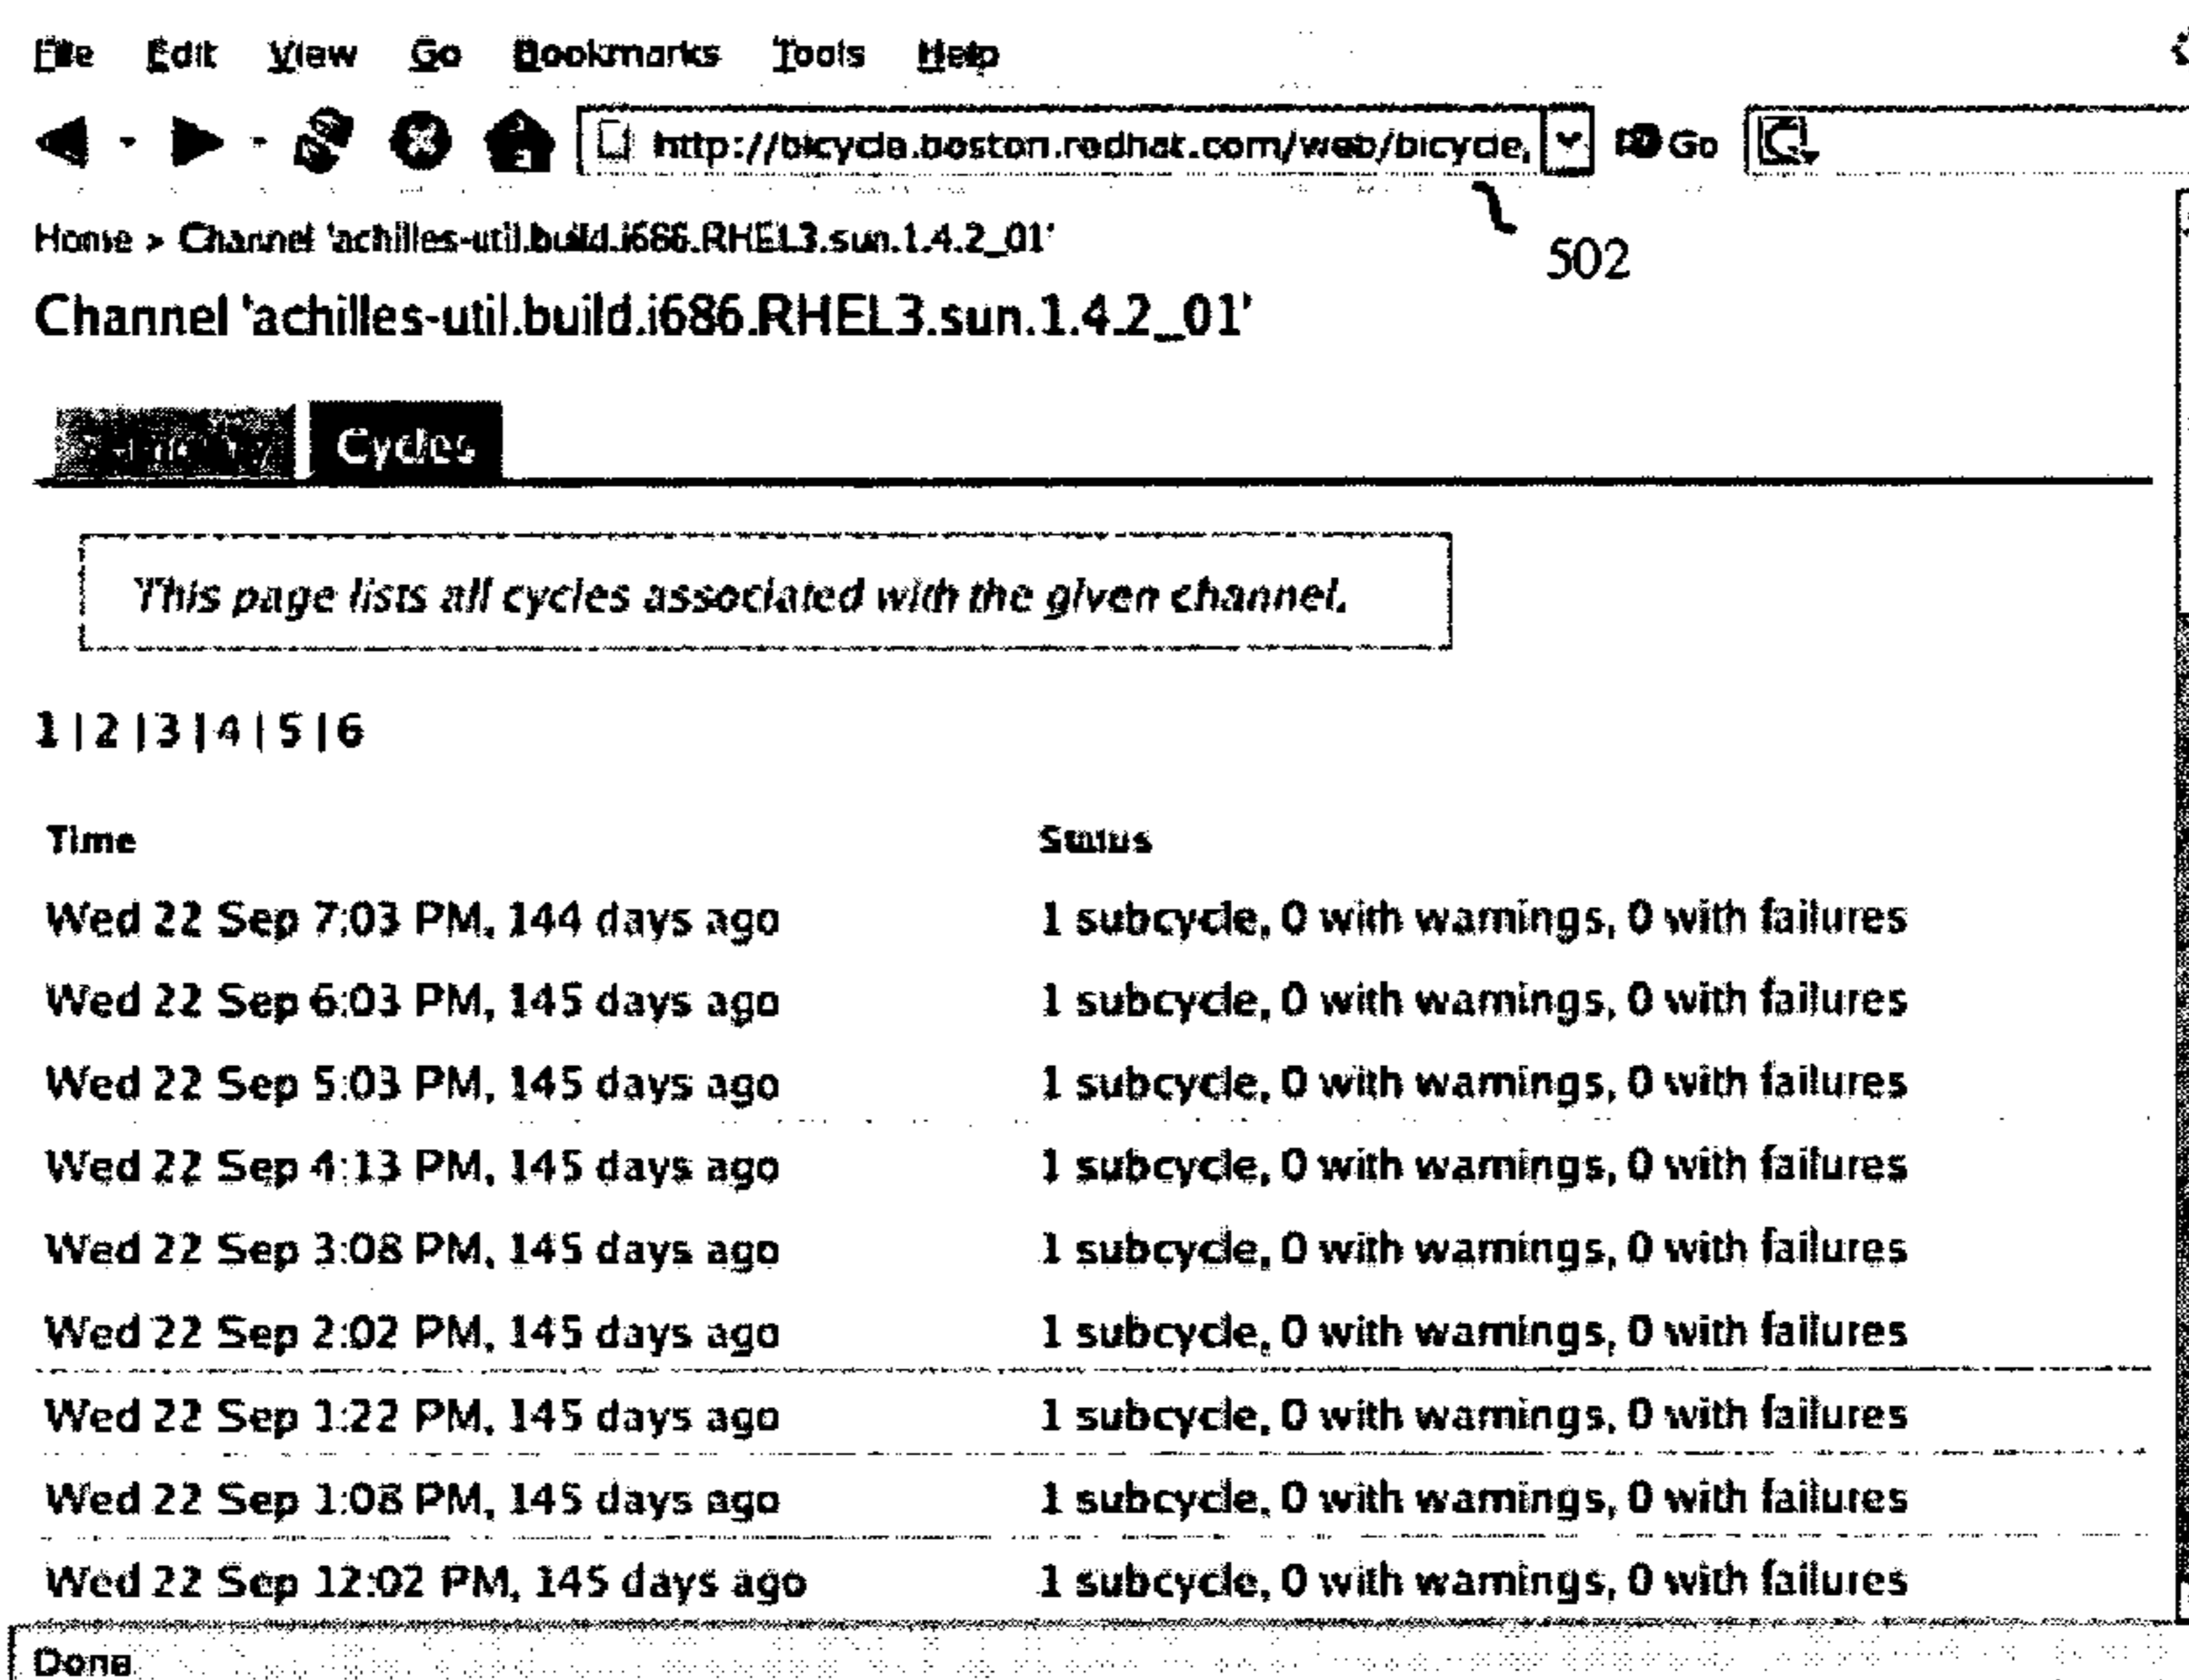 File Edit View Go Bookmarks Tools Help
http://bicycle.boston.redhat.com/web/bicycle, Go
502
Home > Channel 'achilles-util.build.i686.RHEL3.sun.1.4.2_01'
Channel 'achilles-util.build.i686.RHEL3.sun.1.4.2_01'
Cycles
This page lists all cycles associated with the given channel.
1 | 2 | 3 | 4 | 5 | 6
Time Status
Wed 22 Sep 7:03 PM, 144 days ago 1 subcycle, 0 with warnings, 0 with failures
Wed 22 Sep 6:03 PM, 145 days ago 1 subcycle, 0 with warnings, 0 with failures
Wed 22 Sep 5:03 PM, 145 days ago 1 subcycle, 0 with warnings, 0 with failures
Wed 22 Sep 4:13 PM, 145 days ago 1 subcycle, 0 with warnings, 0 with failures
Wed 22 Sep 3:08 PM, 145 days ago 1 subcycle, 0 with warnings, 0 with failures
Wed 22 Sep 2:02 PM, 145 days ago 1 subcycle, 0 with warnings, 0 with failures
Wed 22 Sep 1:22 PM, 145 days ago 1 subcycle, 0 with warnings, 0 with failures
Wed 22 Sep 1:08 PM, 145 days ago 1 subcycle, 0 with warnings, 0 with failures
Wed 22 Sep 12:02 PM, 145 days ago 1 subcycle, 0 with warnings, 0 with failures
Done